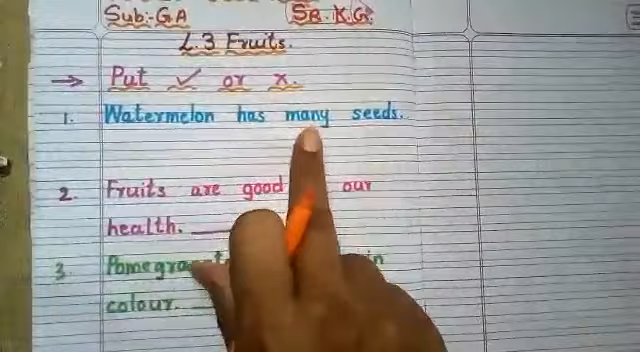 Sub:- G A
SR. K.G.
L.3 Fruits.
→ Put ✓ or x.
1. Watermelon has many seeds.
2. Fruits are good our
health.
3. in
colour.